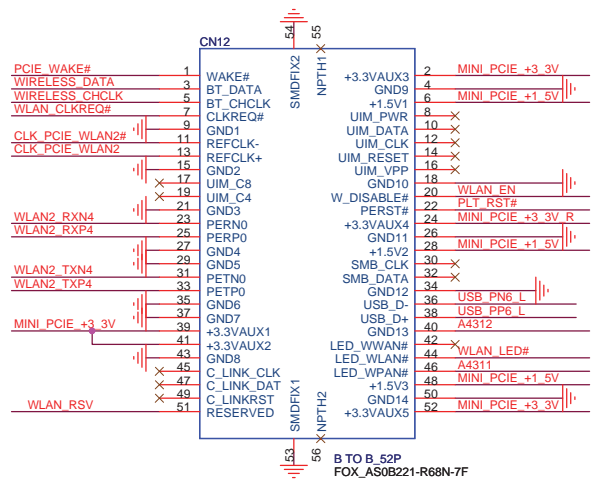 54
55
CN12
SMDFIX2
NPTH1
PCIE_WAKE# 1 WAKE# +3.3VAUX3 2 MINI_PCIE_+3_3V
WIRELESS_DATA 3 BT_DATA GND9 4
WIRELESS_CHCLK 5 BT_CHCLK +1.5V1 6 MINI_PCIE_+1_5V
WLAN_CLKREQ# 7 CLKREQ# UIM_PWR 8
9 GND1 UIM_DATA 10
CLK_PCIE_WLAN2# 11 REFCLK- UIM_CLK 12
CLK_PCIE_WLAN2 13 REFCLK+ UIM_RESET 14
15 GND2 UIM_VPP 16
17 UIM_C8 GND10 18
19 UIM_C4 W_DISABLE# 20 WLAN_EN
21 GND3 PERST# 22 PLT_RST#
WLAN2_RXN4 23 PERN0 +3.3VAUX4 24 MINI_PCIE_+3_3V_R
WLAN2_RXP4 25 PERP0 GND11 26
27 GND4 +1.5V2 28 MINI_PCIE_+1_5V
29 GND5 SMB_CLK 30
WLAN2_TXN4 31 PETN0 SMB_DATA 32
WLAN2_TXP4 33 PETP0 GND12 34
35 GND6 USB_D- 36 USB_PN6_L
37 GND7 USB_D+ 38 USB_PP6_L
MINI_PCIE_+3_3V 39 +3.3VAUX1 GND13 40 A4312
41 +3.3VAUX2 LED_WWAN# 42
43 GND8 LED_WLAN# 44 WLAN_LED#
45 C_LINK_CLK LED_WPAN# 46 A4311
47 C_LINK_DAT +1.5V3 48 MINI_PCIE_+1_5V
49 C_LINKRST GND14 50
WLAN_RSV 51 RESERVED +3.3VAUX5 52 MINI_PCIE_+3_3V
SMDFIX1
NPTH2
53
56
B TO B_52P
FOX_AS0B221-R68N-7F